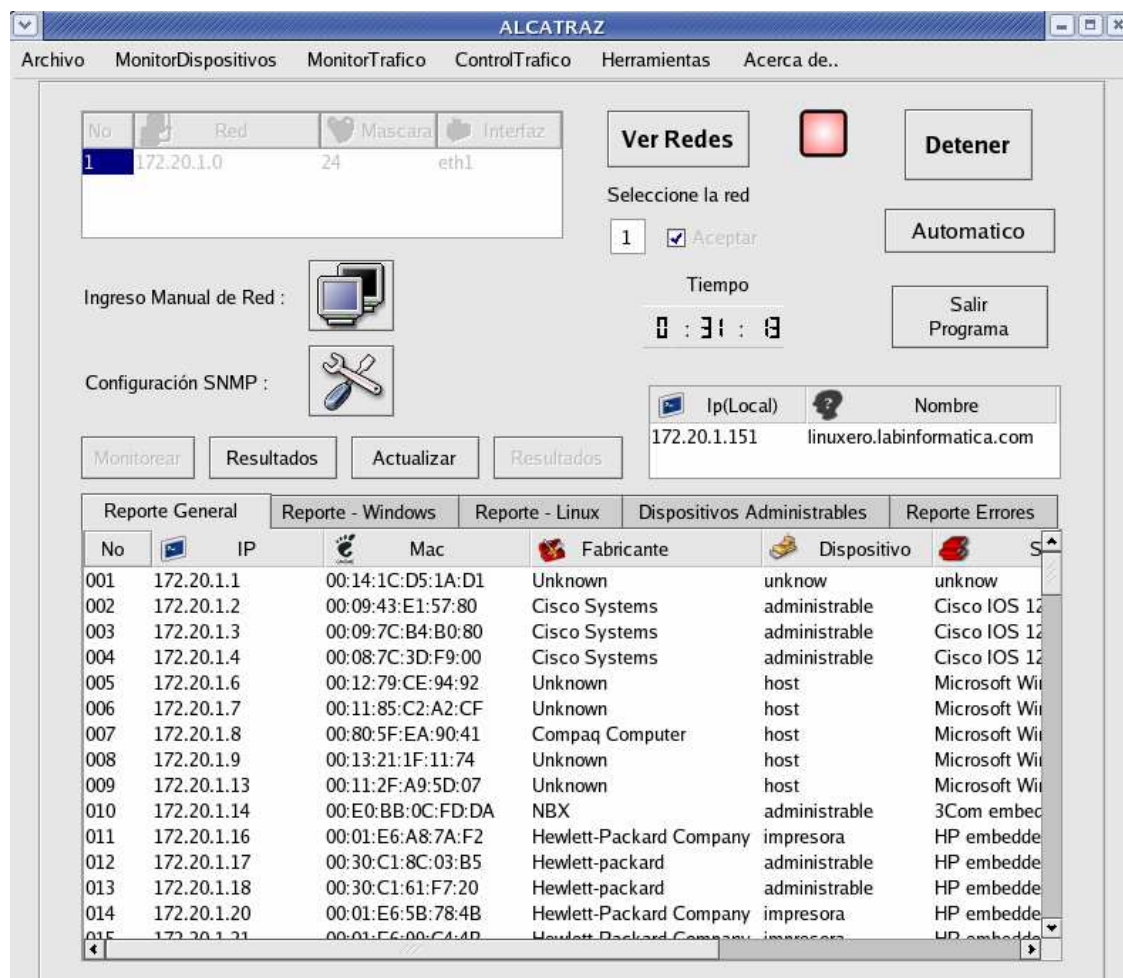 ALCATRAZ
Archivo MonitorDispositivos MonitorTrafico ControlTrafico Herramientas Acerca de..
No Red Mascara Interfaz
1 172.20.1.0 24 eth1
Ver Redes
Detener
Seleccione la red
1 Aceptar
Automatico
Ingreso Manual de Red :
Tiempo
0 : 31 : 13
Salir
Programa
Configuración SNMP :
Ip(Local) Nombre
172.20.1.151 linuxero.labinformatica.com
Monitorear Resultados Actualizar Resultados
Reporte General Reporte - Windows Reporte - Linux Dispositivos Administrables Reporte Errores
No IP Mac Fabricante Dispositivo S
001 172.20.1.1 00:14:1C:D5:1A:D1 Unknown unknow unknow
002 172.20.1.2 00:09:43:E1:57:80 Cisco Systems administrable Cisco IOS 12
003 172.20.1.3 00:09:7C:B4:B0:80 Cisco Systems administrable Cisco IOS 12
004 172.20.1.4 00:08:7C:3D:F9:00 Cisco Systems administrable Cisco IOS 12
005 172.20.1.6 00:12:79:CE:94:92 Unknown host Microsoft Wi
006 172.20.1.7 00:11:85:C2:A2:CF Unknown host Microsoft Wi
007 172.20.1.8 00:80:5F:EA:90:41 Compaq Computer host Microsoft Wi
008 172.20.1.9 00:13:21:1F:11:74 Unknown host Microsoft Wi
009 172.20.1.13 00:11:2F:A9:5D:07 Unknown host Microsoft Wi
010 172.20.1.14 00:E0:BB:0C:FD:DA NBX administrable 3Com embed
011 172.20.1.16 00:01:E6:A8:7A:F2 Hewlett-Packard Company impresora HP embedde
012 172.20.1.17 00:30:C1:8C:03:B5 Hewlett-packard administrable HP embedde
013 172.20.1.18 00:30:C1:61:F7:20 Hewlett-packard administrable HP embedde
014 172.20.1.20 00:01:E6:5B:78:4B Hewlett-Packard Company impresora HP embedde
015 172.20.1.21 Hewlett-Packard Company impresora HP embedde